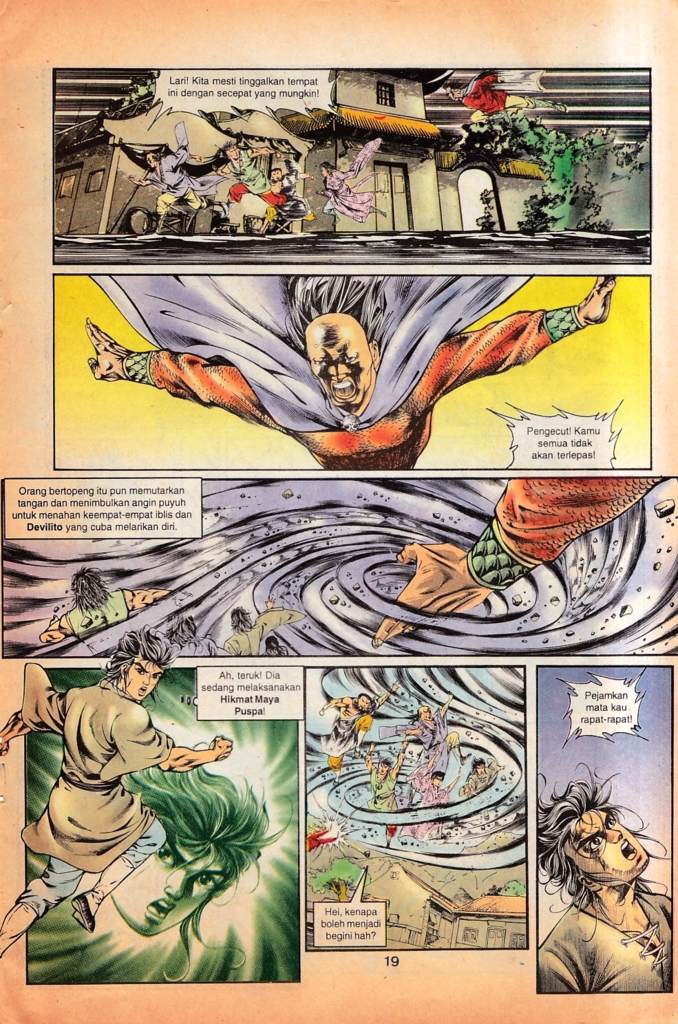 Lari! Kita mesti tinggalkan tempat
ini dengan secepat yang mungkin!
Pengecut! Kamu
semua tidak
akan terlepas!
Orang bertopeng itu pun memutarkan
tangan dan menimbulkan angin puyuh
untuk menahan keempat-empat iblis dan
Devilito yang cuba melarikan diri.
Ah, teruk! Dia
sedang melaksanakan
Hikmat Maya
Puspa!
Pejamkan
mata kau
rapat-rapat!
Hei, kenapa
boleh menjadi
begini hah?
19